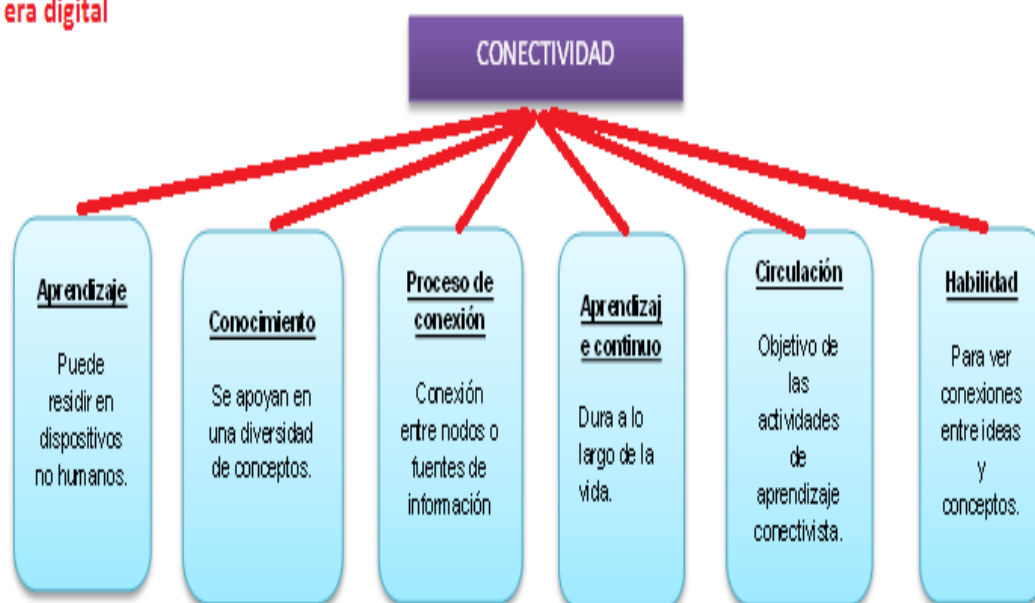 era digital
CONECTIVIDAD
Aprendizaje
Puede
residir en
dispositivos
no humanos.
Conocimiento
Se apoyan en
una diversidad
de conceptos.
Proceso de
conexión
Conexión
entre nodos o
fuentes de
información
Aprendizaj
e continuo
Dura a lo
largo de la
vida.
Circulación
Objetivo de
las
actividades
de
aprendizaje
conectivista.
Habilidad
Para ver
conexiones
entre ideas
y
conceptos.